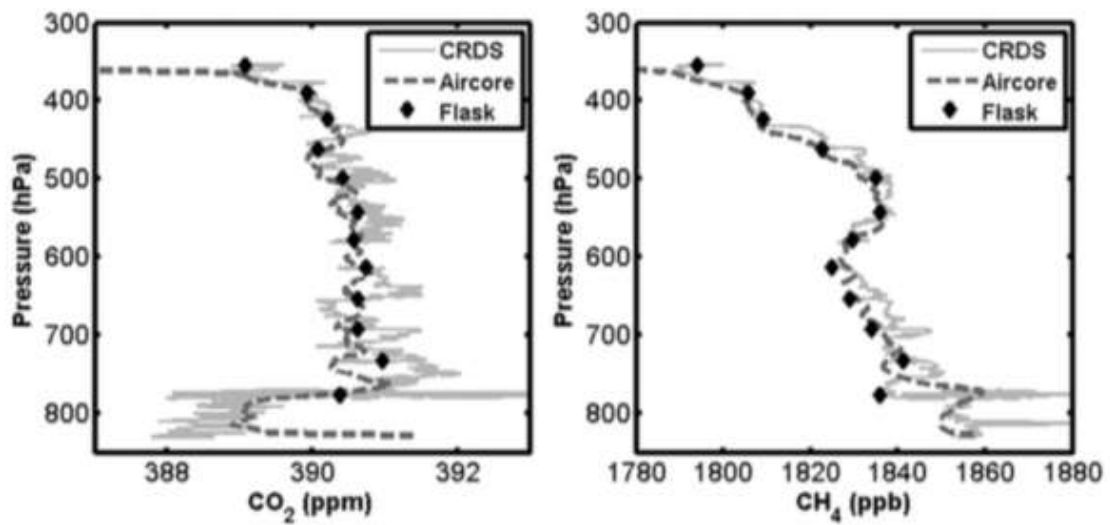 300
400
500
600
700
800
Pressure (hPa)
CRDS
Aircore
Flask
388
390
392
CO2 (ppm)
300
400
500
600
700
800
Pressure (hPa)
CRDS
Aircore
Flask
1780
1800
1820
1840
1860
1880
CH4 (ppb)